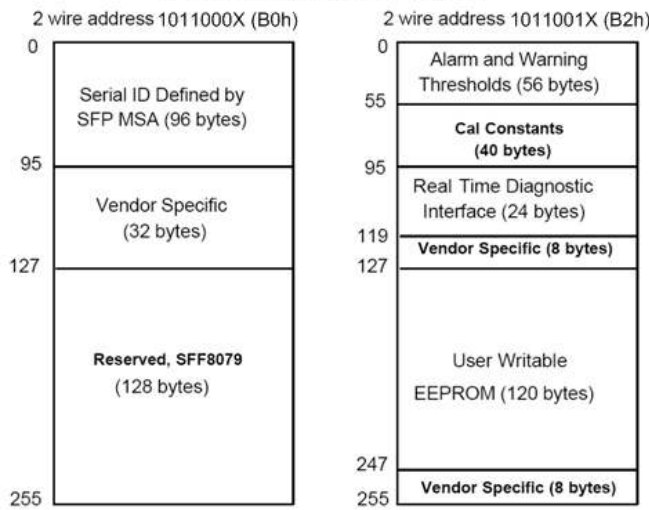 2 wire address 1011000X (B0h)
0
Serial ID Defined by
SFP MSA (96 bytes)
95
Vendor Specific
(32 bytes)
127
Reserved, SFF8079
(128 bytes)
255
2 wire address 1011001X (B2h)
0
Alarm and Warning
Thresholds (56 bytes)
55
Cal Constants
(40 bytes)
95
Real Time Diagnostic
Interface (24 bytes)
119
Vendor Specific (8 bytes)
127
User Writable
EEPROM (120 bytes)
247
Vendor Specific (8 bytes)
255